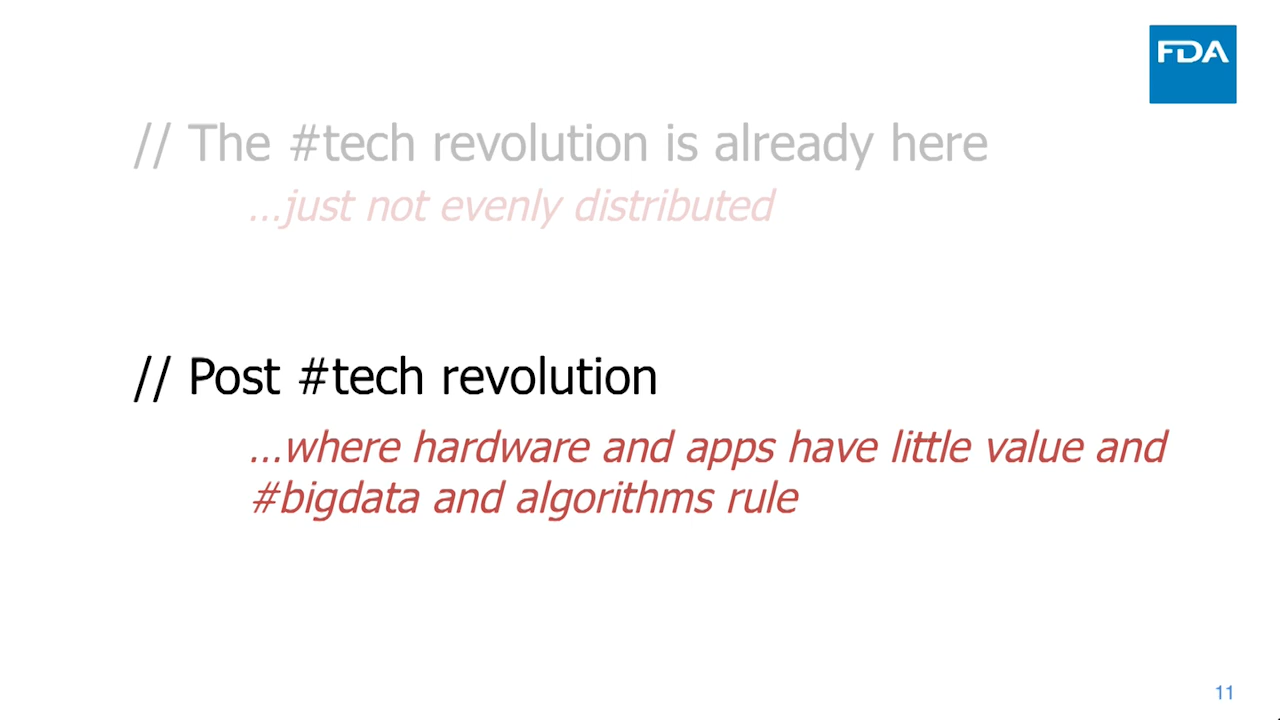 FDA
// The #tech revolution is already here
...just not evenly distributed
// Post #tech revolution
...where hardware and apps have little value and
#bigdata and algorithms rule
11